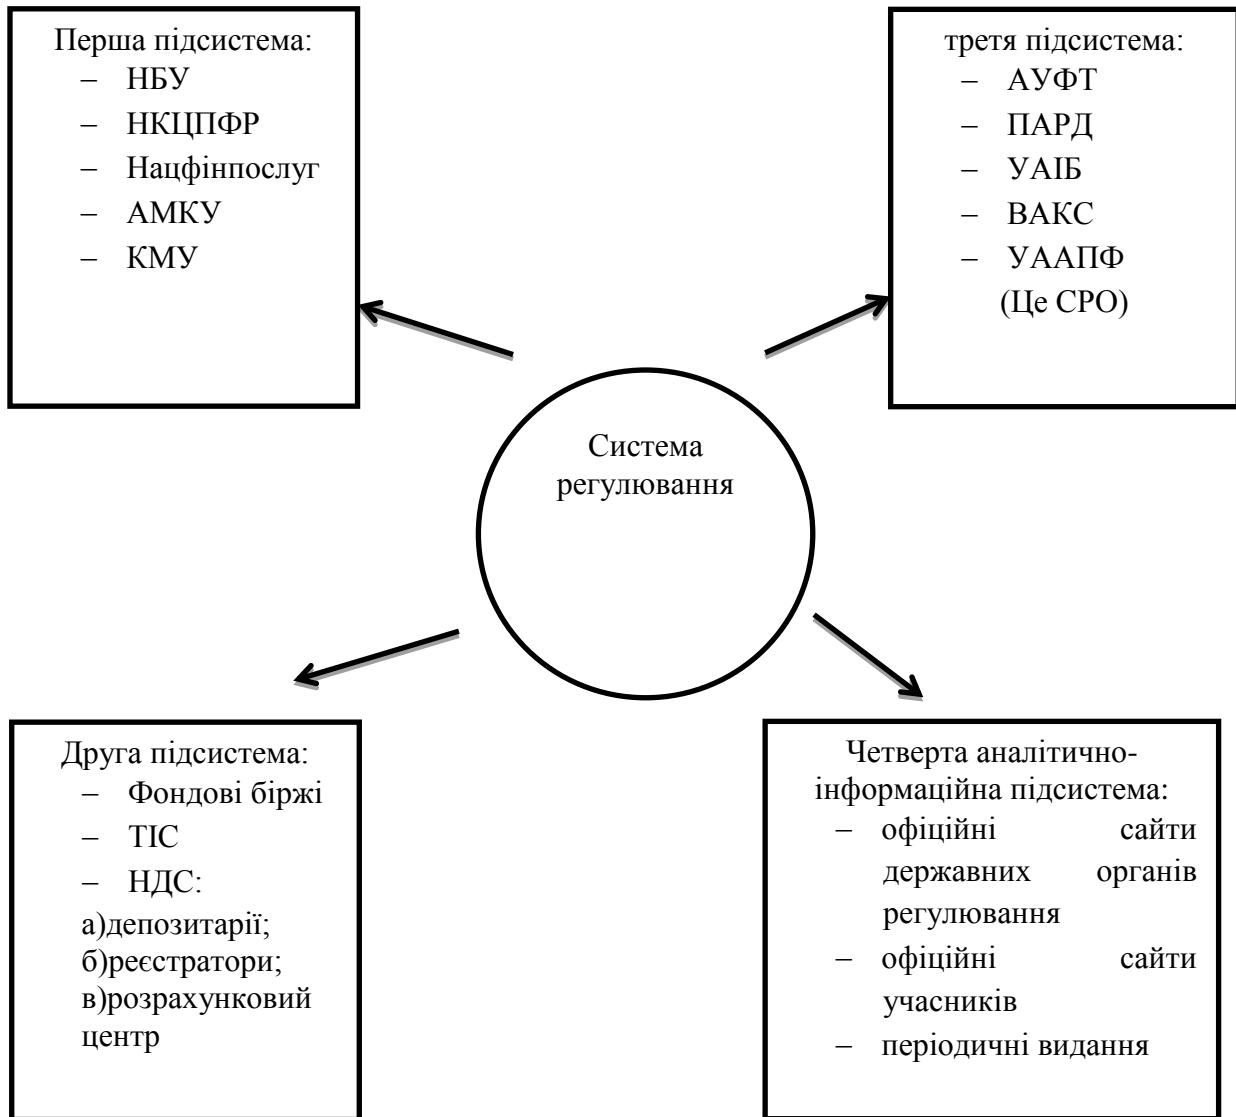 Перша підсистема:
– НБУ
– НКЦПФР
– Нацфінпослуг
– АМКУ
– КМУ
третя підсистема:
– АУФТ
– ПАРД
– УАІБ
– ВАКС
– УААПФ
(Це СРО)
Система
регулювання
Друга підсистема:
– Фондові біржі
– ТІС
– НДС:
а)депозитарії;
б)реєстратори;
в)розрахунковий
центр
Четверта аналітично-
інформаційна підсистема:
– офіційні сайти
державних органів
регулювання
– офіційні сайти
учасників
– періодичні видання